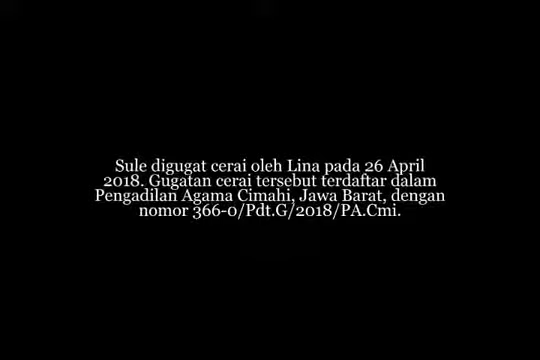 Sule digugat cerai oleh Lina pada 26 April
2018. Gugatan cerai tersebut terdaftar dalam
Pengadilan Agama Cimahi, Jawa Barat, dengan
nomor 366-0/Pdt.G/2018/PA.Cmi.